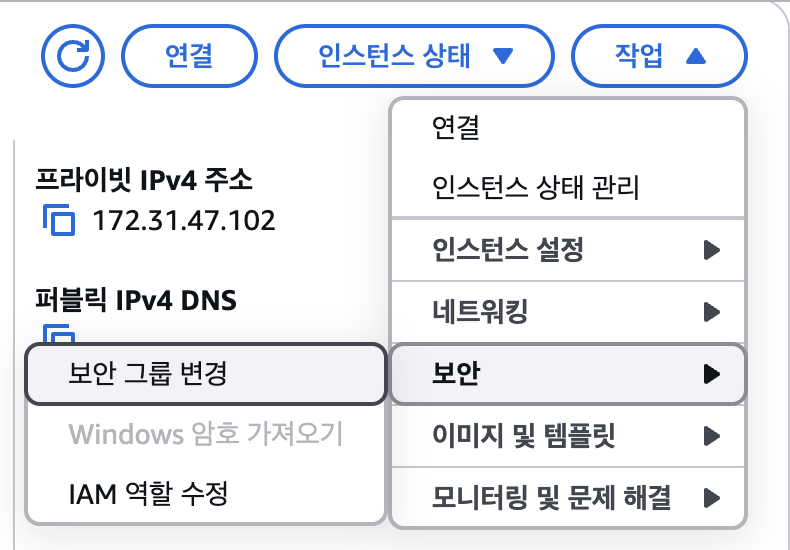 연결
인스턴스 상태
작업
프라이빗 IPv4 주소
172.31.47.102
퍼블릭 IPv4 DNS
연결
인스턴스 상태 관리
인스턴스 설정
네트워킹
보안
이미지 및 템플릿
모니터링 및 문제 해결
보안 그룹 변경
Windows 암호 가져오기
IAM 역할 수정